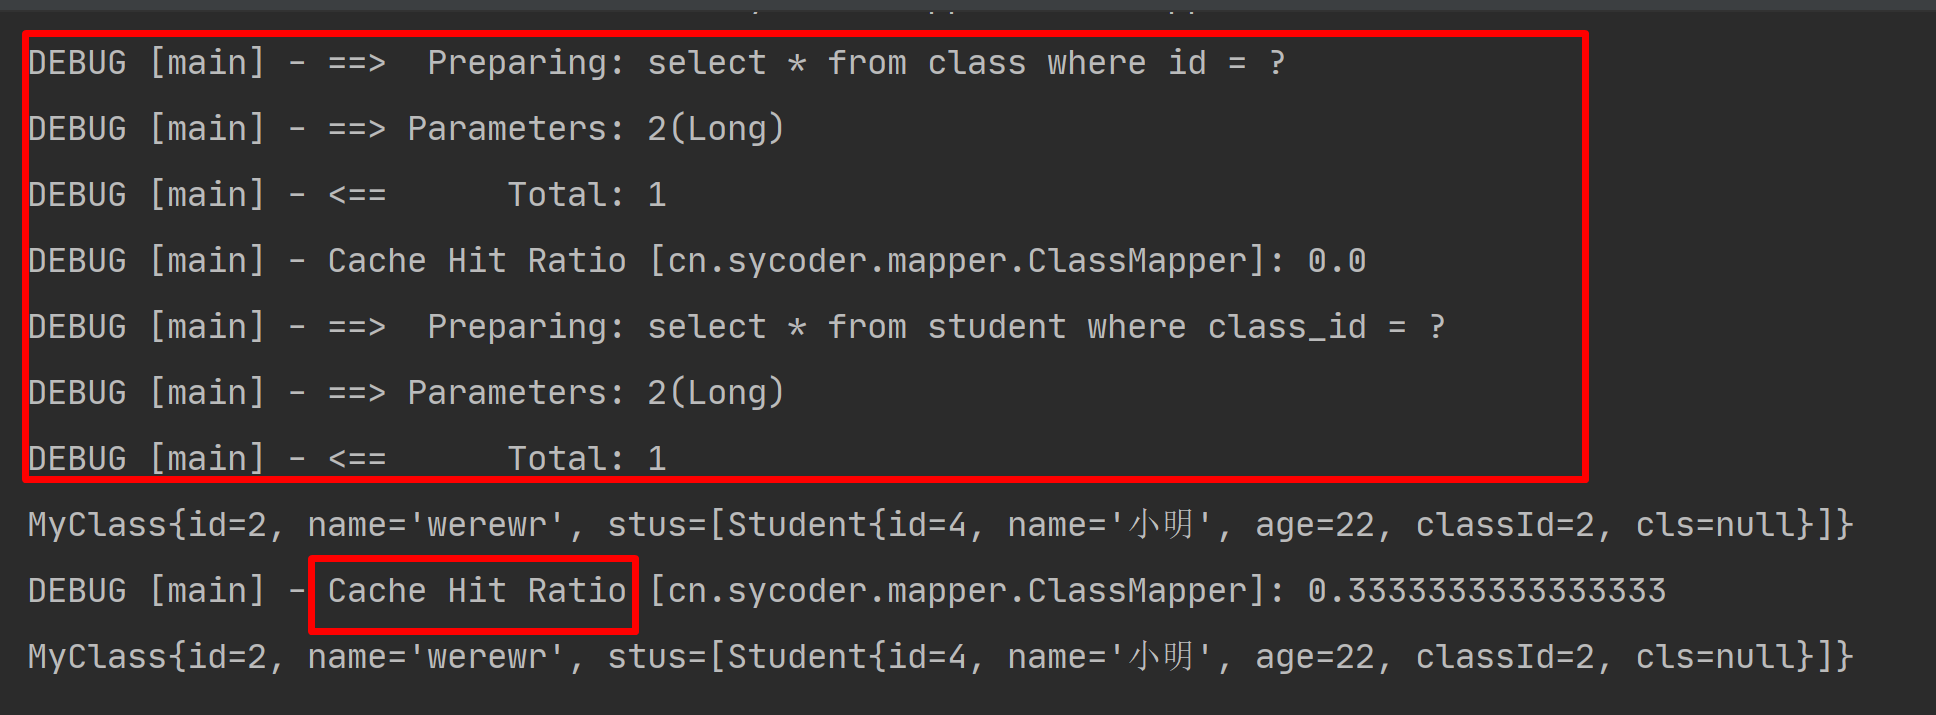 DEBUG [main] - ==>  Preparing: select * from class where id = ?
DEBUG [main] - ==> Parameters: 2(Long)
DEBUG [main] - <==      Total: 1
DEBUG [main] - Cache Hit Ratio [cn.sycoder.mapper.ClassMapper]: 0.0
DEBUG [main] - ==>  Preparing: select * from student where class_id = ?
DEBUG [main] - ==> Parameters: 2(Long)
DEBUG [main] - <==      Total: 1
MyClass{id=2, name='werewr', stus=[Student{id=4, name='小明', age=22, classId=2, cls=null}]}
DEBUG [main] - Cache Hit Ratio [cn.sycoder.mapper.ClassMapper]: 0.3333333333333333
MyClass{id=2, name='werewr', stus=[Student{id=4, name='小明', age=22, classId=2, cls=null}]}